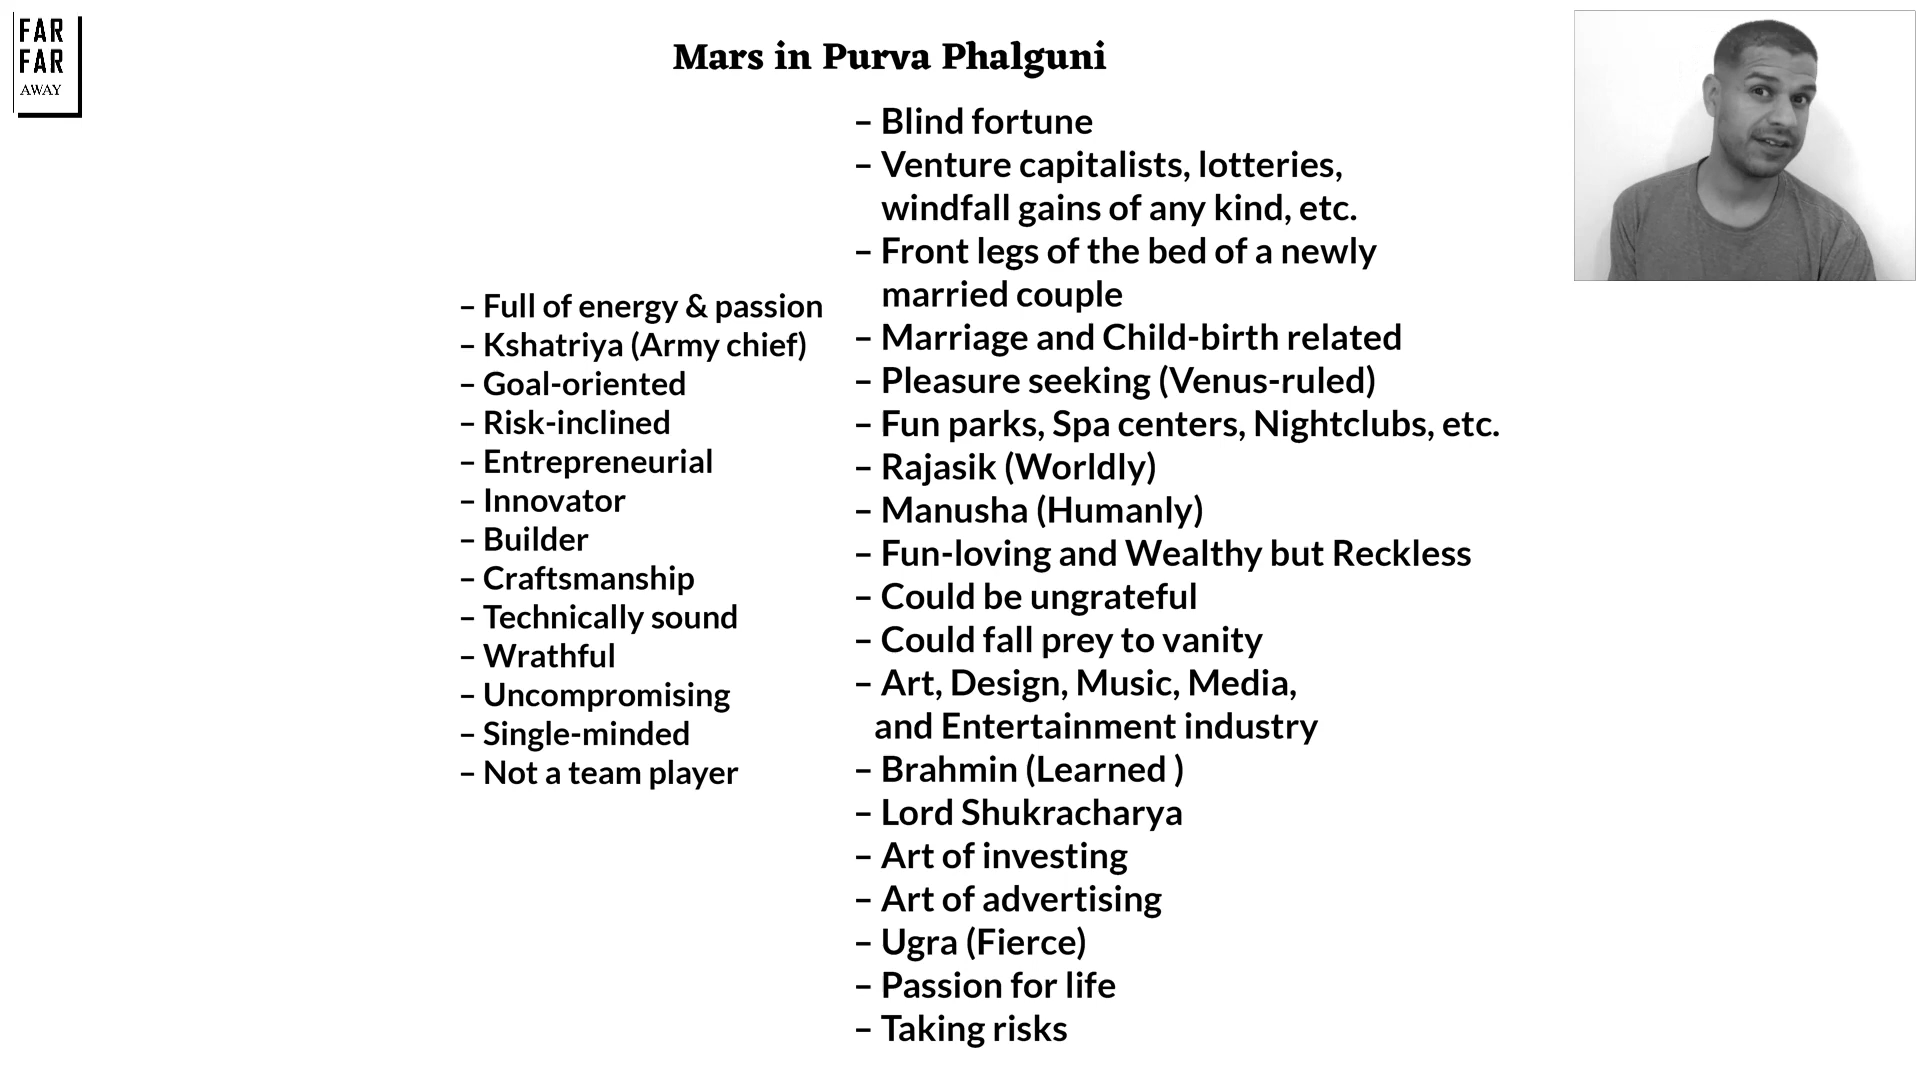 FAR
FAR
AWAY
Mars in Purva Phalguni
– Full of energy & passion
– Kshatriya (Army chief)
– Goal-oriented
– Risk-inclined
– Entrepreneurial
– Innovator
– Builder
– Craftsmanship
– Technically sound
– Wrathful
– Uncompromising
– Single-minded
– Not a team player
– Blind fortune
– Venture capitalists, lotteries,
windfall gains of any kind, etc.
– Front legs of the bed of a newly
married couple
– Marriage and Child-birth related
– Pleasure seeking (Venus-ruled)
– Fun parks, Spa centers, Nightclubs, etc.
– Rajasik (Worldly)
– Manusha (Humanly)
– Fun-loving and Wealthy but Reckless
– Could be ungrateful
– Could fall prey to vanity
– Art, Design, Music, Media,
and Entertainment industry
– Brahmin (Learned )
– Lord Shukracharya
– Art of investing
– Art of advertising
– Ugra (Fierce)
– Passion for life
– Taking risks